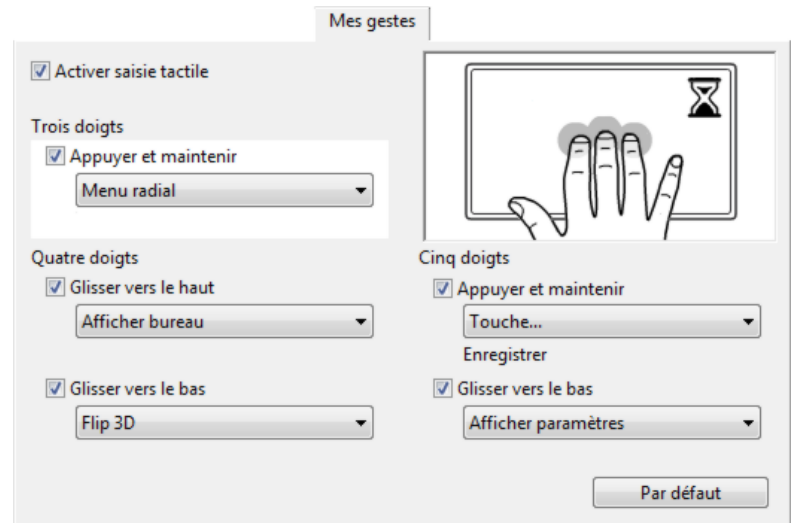 Mes gestes
Activer saisie tactile
Trois doigts
Appuyer et maintenir
Menu radial
Quatre doigts
Glisser vers le haut
Afficher bureau
Glisser vers le bas
Flip 3D
Cinq doigts
Appuyer et maintenir
Touche...
Enregistrer
Glisser vers le bas
Afficher paramètres
Par défaut